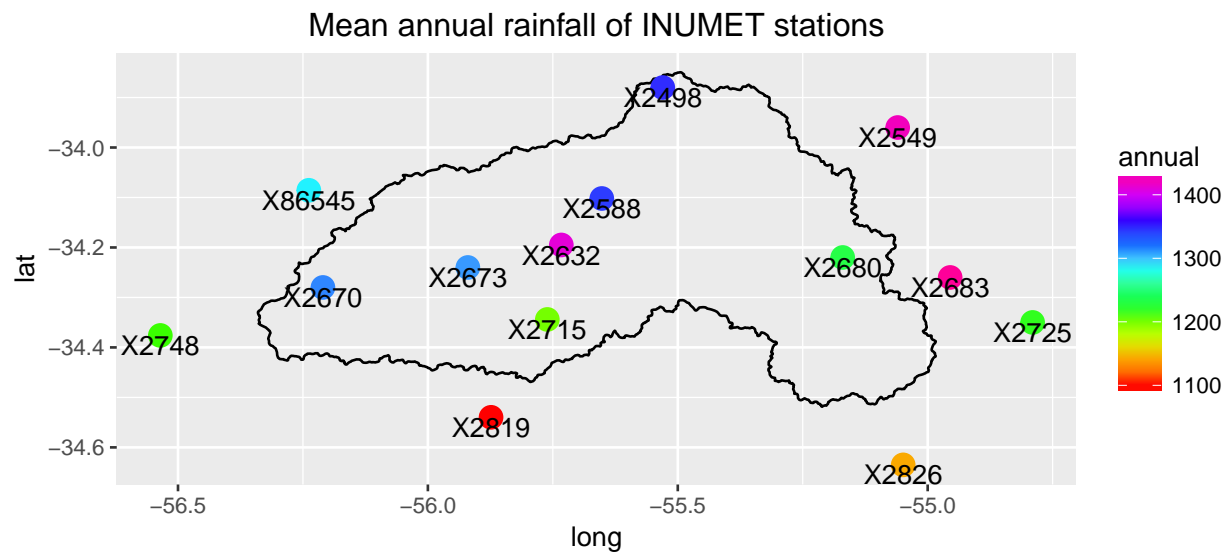 Mean annual rainfall of INUMET stations
lat
−34.0
−34.2
−34.4
−34.6
X2498
X2549
X86545
X2588
X2632
X2680
X2673
X2683
X2670
X2715
X2725
X2748
X2819
X2826
−56.5
−56.0
−55.5
−55.0
long
annual
1400
1300
1200
1100